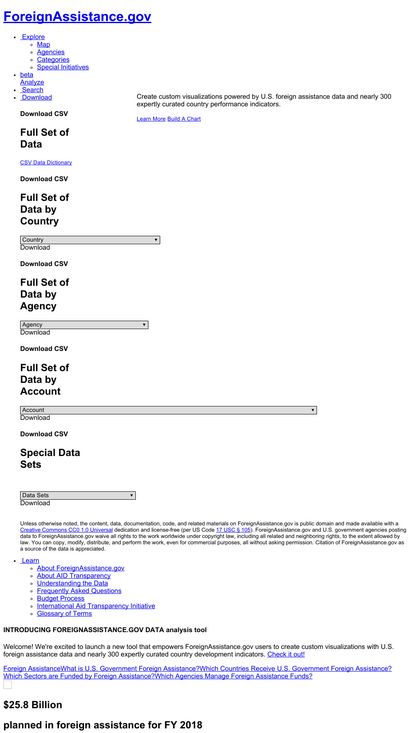 ForeignAssistance.gov
Explore
Map
Agencies
Categories
Special Initiatives
beta
Analyze
Search
Download
Create custom visualizations powered by U.S. foreign assistance data and nearly 300
expertly curated country performance indicators.
Learn More Build A Chart
Download CSV
Full Set of
Data
CSV Data Dictionary
Download CSV
Full Set of
Data by
Country
Country
Download
Download CSV
Full Set of
Data by
Agency
Agency
Download
Download CSV
Full Set of
Data by
Account
Account
Download
Download CSV
Special Data
Sets
Data Sets
Download
Unless otherwise noted, the content, data, documentation, code, and related materials on ForeignAssistance.gov is public domain and made available with a
Creative Commons CC0 1.0 Universal dedication and license-free (per US Code 17 USC § 105). ForeignAssistance.gov and U.S. government agencies posting
data to ForeignAssistance.gov waive all rights to the work worldwide under copyright law, including all related and neighboring rights, to the extent allowed by
law. You can copy, modify, distribute, and perform the work, even for commercial purposes, all without asking permission. Citation of ForeignAssistance.gov as
a source of the data is appreciated.
Learn
About ForeignAssistance.gov
About AID Transparency
Understanding the Data
Frequently Asked Questions
Budget Process
International Aid Transparency Initiative
Glossary of Terms
INTRODUCING FOREIGNASSISTANCE.GOV DATA analysis tool
Welcome! We're excited to launch a new tool that empowers ForeignAssistance.gov users to create custom visualizations with U.S.
foreign assistance data and nearly 300 expertly curated country development indicators. Check it out!
Foreign AssistanceWhat is U.S. Government Foreign Assistance?Which Countries Receive U.S. Government Foreign Assistance?
Which Sectors are Funded by Foreign Assistance?Which Agencies Manage Foreign Assistance Funds?
$25.8 Billion
planned in foreign assistance for FY 2018